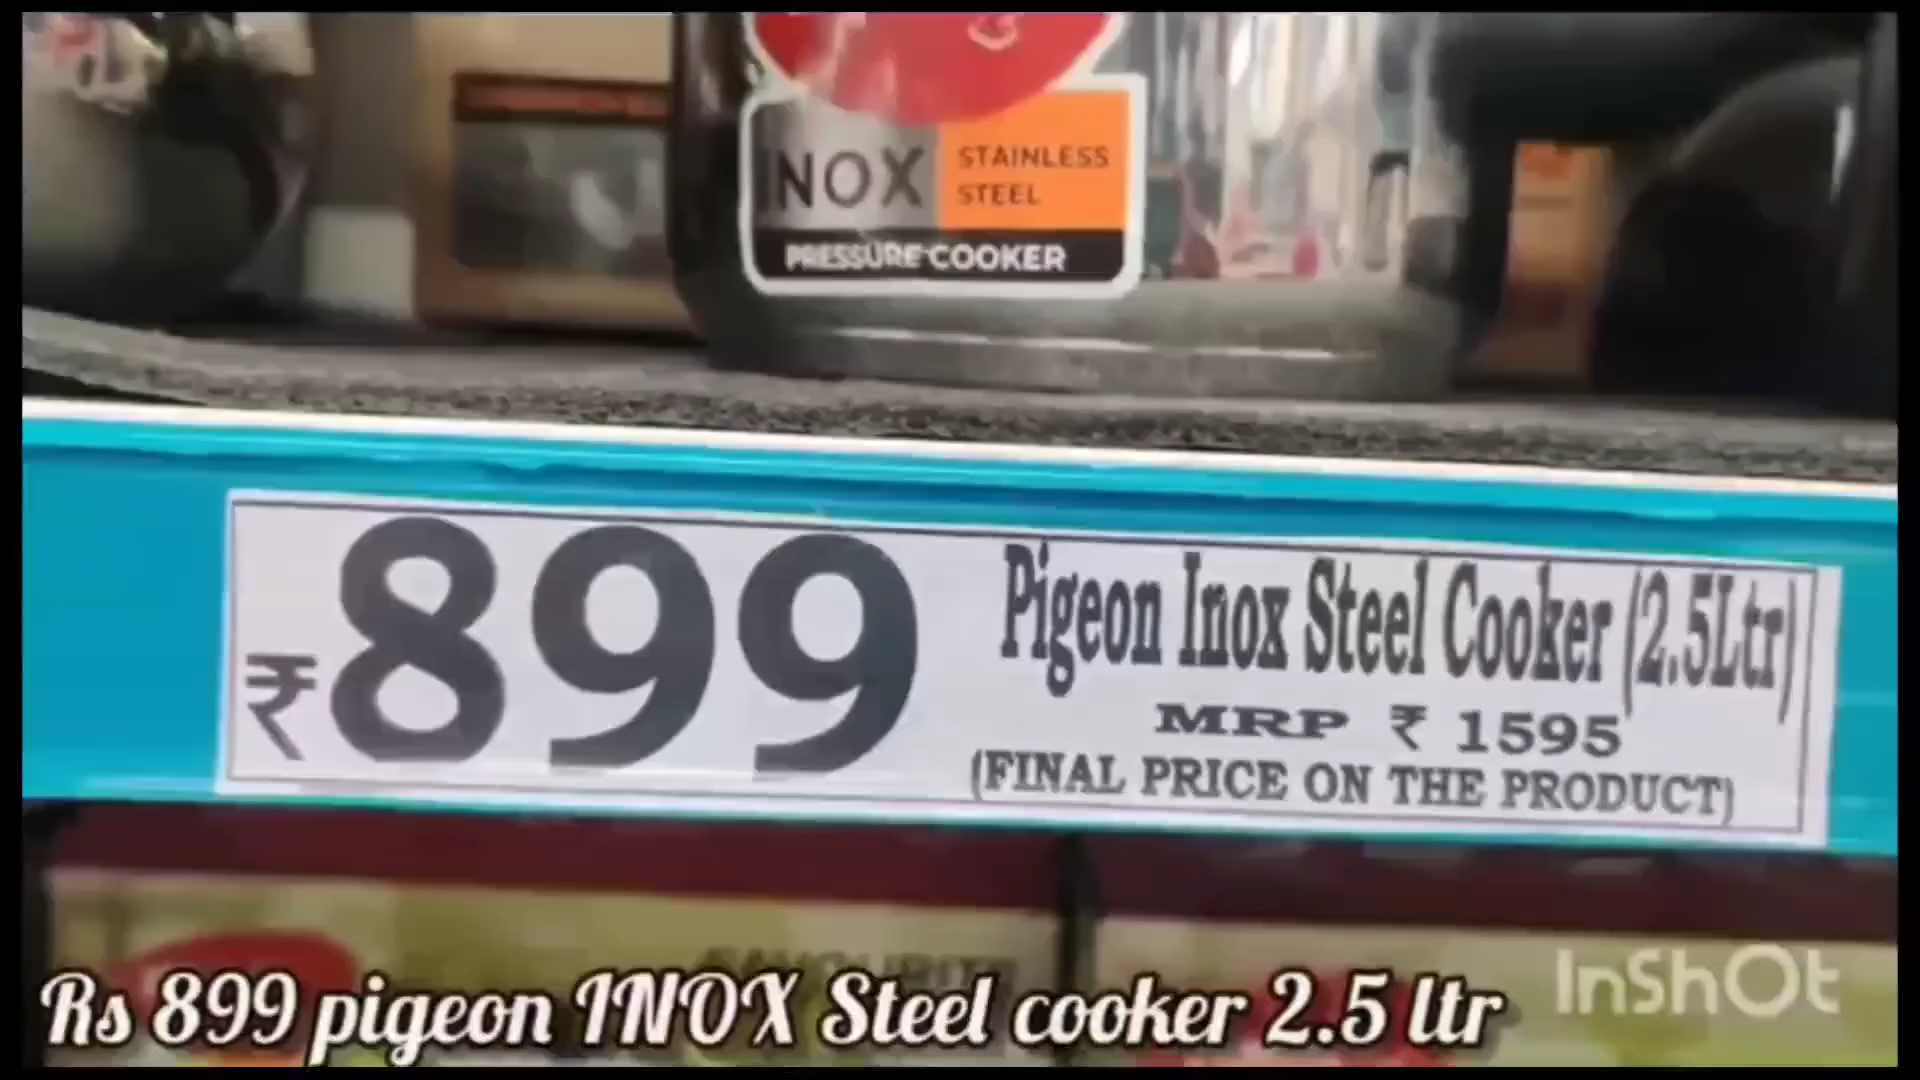 INOX
STAINLESS
STEEL
PRESSURE COOKER
₹899
Pigeon Inox Steel Cooker (2.5Ltr)
MRP ₹ 1595
(FINAL PRICE ON THE PRODUCT)
FAVOURITE
Rs 899 pigeon INOX Steel cooker 2.5 ltr
InShOt